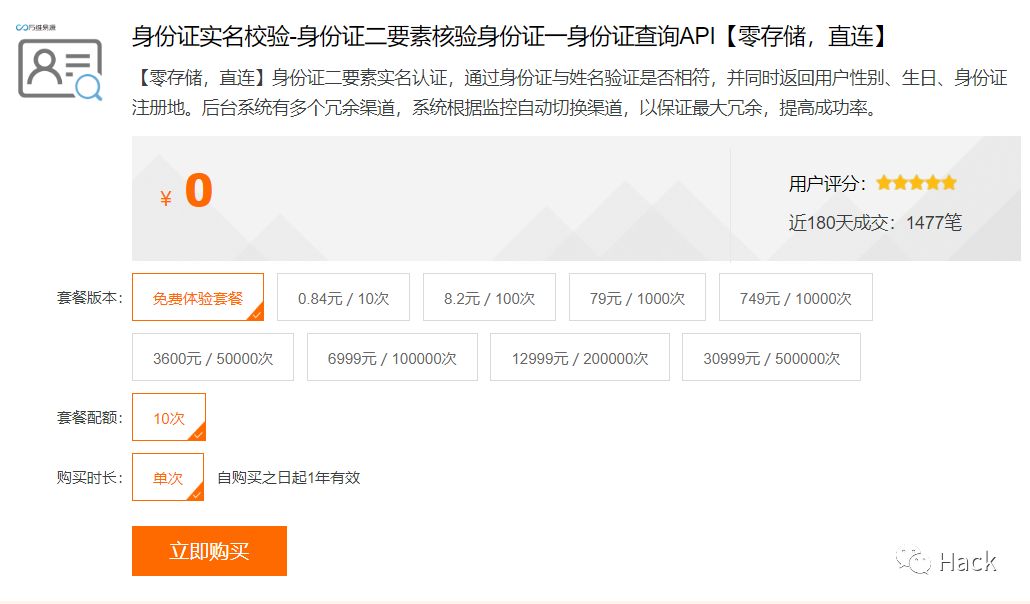 万维易源
身份证实名校验-身份证二要素核验身份证一身份证查询API【零存储，直连】
【零存储，直连】身份证二要素实名认证，通过身份证与姓名验证是否相符，并同时返回用户性别、生日、身份证
注册地。后台系统有多个冗余渠道，系统根据监控自动切换渠道，以保证最大冗余，提高成功率。
¥ 0
用户评分：
近180天成交：1477笔
套餐版本： 免费体验套餐 0.84元 / 10次 8.2元 / 100次 79元 / 1000次 749元 / 10000次
3600元 / 50000次 6999元 / 100000次 12999元 / 200000次 30999元 / 500000次
套餐配额： 10次
购买时长： 单次 自购买之日起1年有效
立即购买
Hack